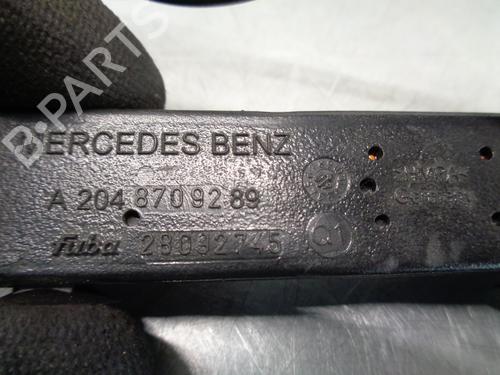 B-PARTS
MERCEDES BENZ
A 204 870 92 89
Fuba 28032745 Q1